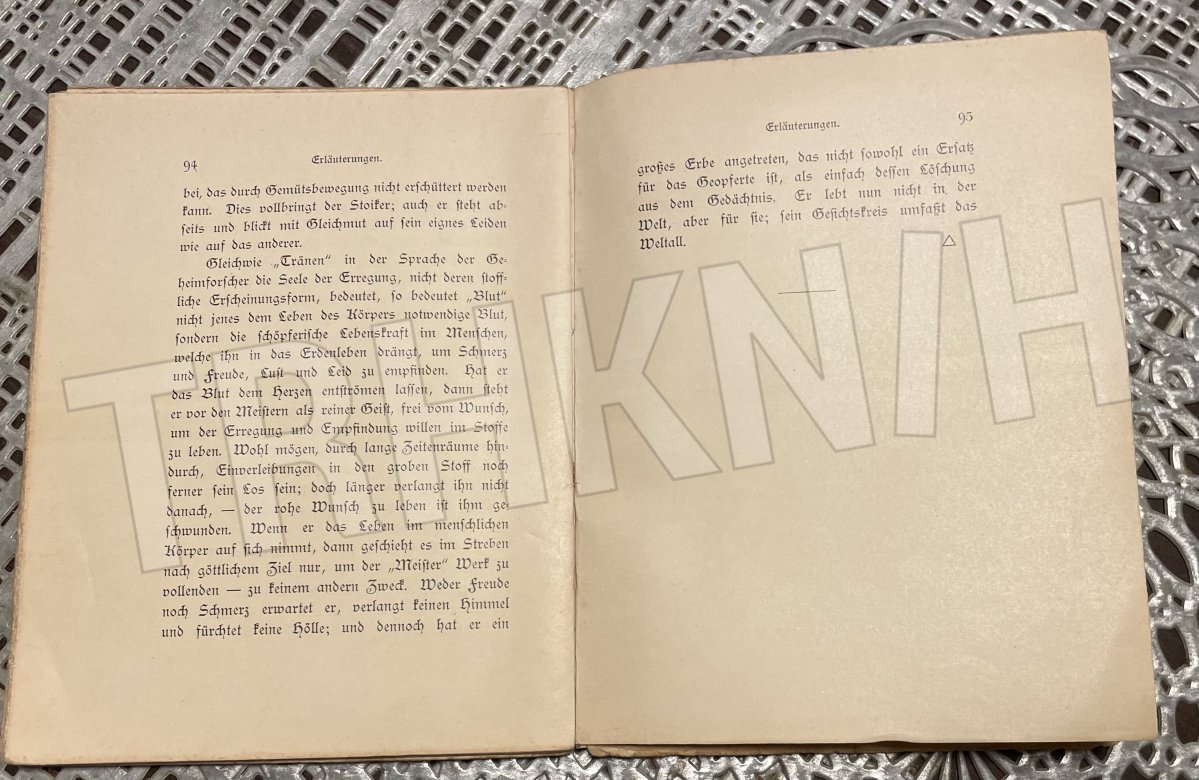 94
Erläuterungen.
bei, das durch Gemütsbewegung nicht erschüttert werden
kann. Dies vollbringt der Stoiker; auch er steht ab-
seits und blickt mit Gleichmut auf sein eignes Leiden
wie auf das anderer.
Gleichwie „Tränen“ in der Sprache der Ge-
heimforscher die Seele der Erregung, nicht deren stoff-
liche Erscheinungsform, bedeutet, so bedeutet „Blut“
nicht jenes dem Leben des Körpers notwendige Blut,
sondern die schöpferische Lebenskraft im Menschen,
welche ihn in das Erdenleben drängt, um Schmerz
und Freude, Lust und Leid zu empfinden. Hat er
das Blut dem Herzen entströmen lassen, dann steht
er vor den Meistern als reiner Geist, frei vom Wunsch,
um der Erregung und Empfindung willen im Stoffe
zu leben. Wohl mögen, durch lange Zeitenräume hin-
durch, Einverleibungen in den groben Stoff noch
ferner sein Los sein; doch länger verlangt ihn nicht
danach, — der rohe Wunsch zu leben ist ihm ge-
schwunden. Wenn er das Leben im menschlichen
Körper auf sich nimmt, dann geschieht es im Streben
nach göttlichem Ziel nur, um der „Meister“ Werk zu
vollenden — zu keinem andern Zweck. Weder Freude
noch Schmerz erwartet er, verlangt keinen Himmel
und fürchtet keine Hölle; und dennoch hat er ein
Erläuterungen.
95
großes Erbe angetreten, das nicht sowohl ein Ersatz
für das Geopferte ist, als einfach dessen Löschung
aus dem Gedächtnis. Er lebt nun nicht in der
Welt, aber für sie; sein Gesichtskreis umfaßt das
Weltall. △
TRHKN/H